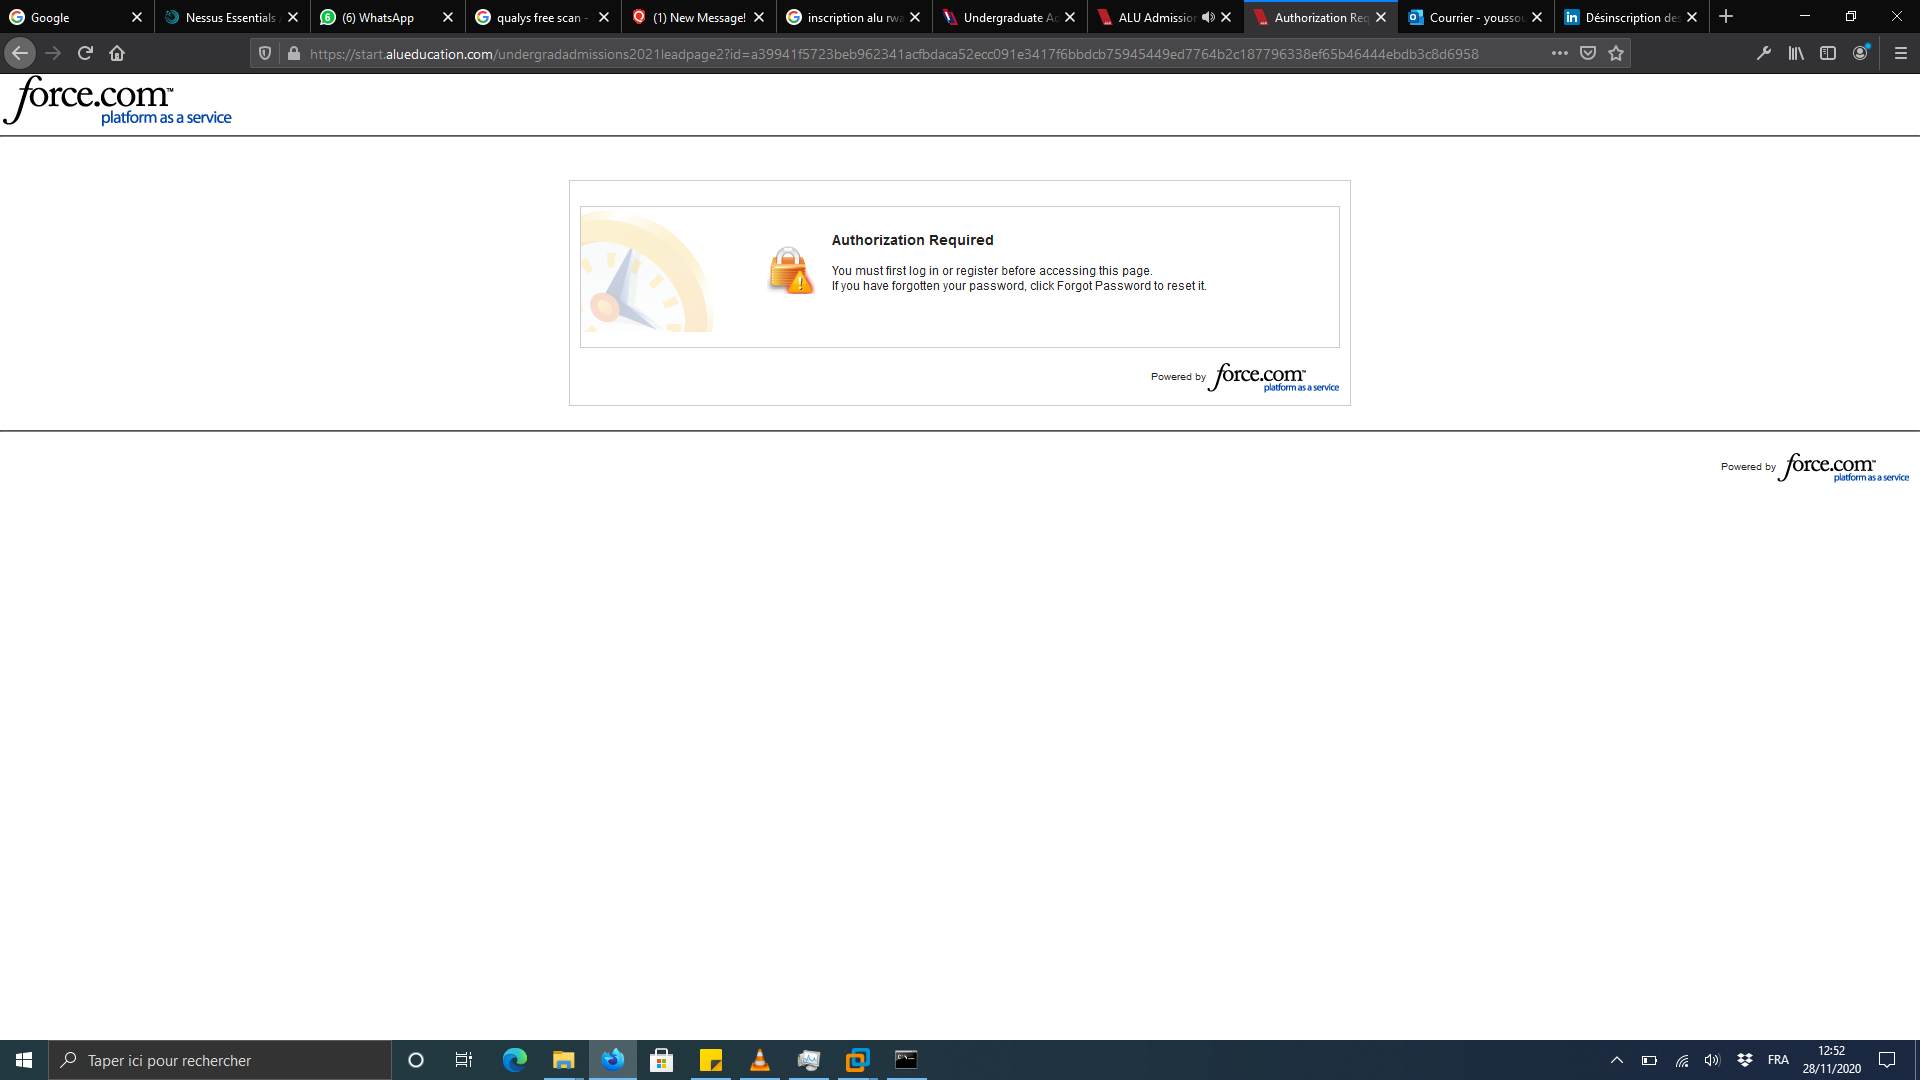 Google
Nessus Essentials
(6) WhatsApp
qualys free scan -
(1) New Message!
inscription alu rwa
Undergraduate Ad
ALU Admission
Authorization Req
Courrier - yousso
Désinscription des
https://start.alueducation.com/undergradadmissions2021leadpage2?id=a39941f5723beb962341acfbdaca52ecc091e3417f6bbdcb75945449ed7764b2c187796338ef65b46444ebdb3c8d6958
force.com™
platform as a service
Authorization Required
You must first log in or register before accessing this page.
If you have forgotten your password, click Forgot Password to reset it.
Powered by force.com™
platform as a service
Powered by force.com™
platform as a service
Taper ici pour rechercher
FRA
12:52
28/11/2020